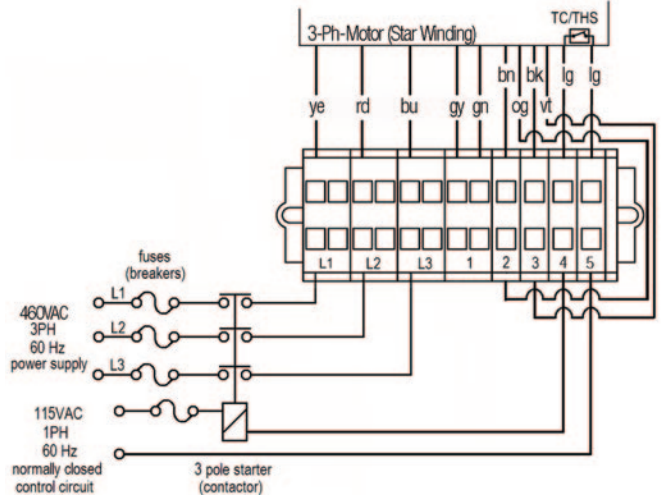 TC/THS
3-Ph-Motor (Star Winding)
bn bk lg lg
ye rd bu gy gn og vt
L1 L2 L3 1 2 3 4 5
fuses
(breakers)
L1
460VAC
3PH
60 Hz
power supply
L2
L3
115VAC
1PH
60 Hz
normally closed
control circuit
3 pole starter
(contactor)